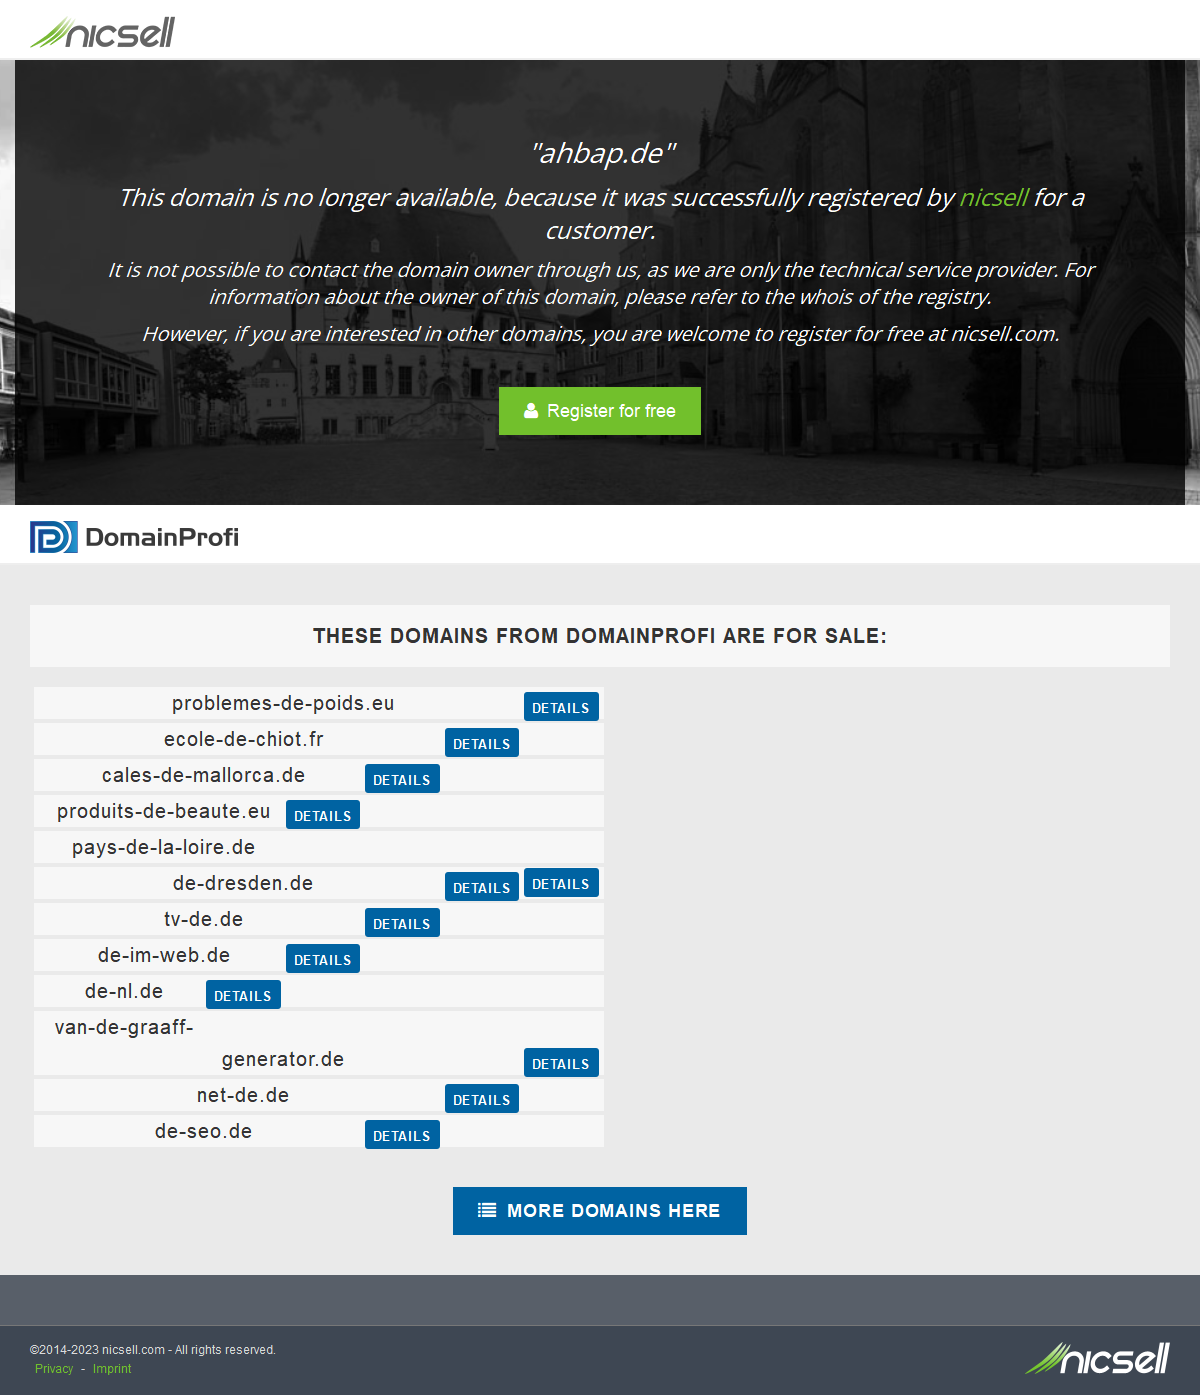 nicsell
"ahbap.de"
This domain is no longer available, because it was successfully registered by nicsell for a
customer.
It is not possible to contact the domain owner through us, as we are only the technical service provider. For
information about the owner of this domain, please refer to the whois of the registry.
However, if you are interested in other domains, you are welcome to register for free at nicsell.com.
Register for free
DomainProfi
THESE DOMAINS FROM DOMAINPROFI ARE FOR SALE:
problemes-de-poids.eu DETAILS
ecole-de-chiot.fr DETAILS
cales-de-mallorca.de DETAILS
produits-de-beaute.eu DETAILS
pays-de-la-loire.de
de-dresden.de DETAILS DETAILS
tv-de.de DETAILS
de-im-web.de DETAILS
de-nl.de DETAILS
van-de-graaff-
generator.de DETAILS
net-de.de DETAILS
de-seo.de DETAILS
MORE DOMAINS HERE
©2014-2023 nicsell.com - All rights reserved.
Privacy - Imprint
nicsell